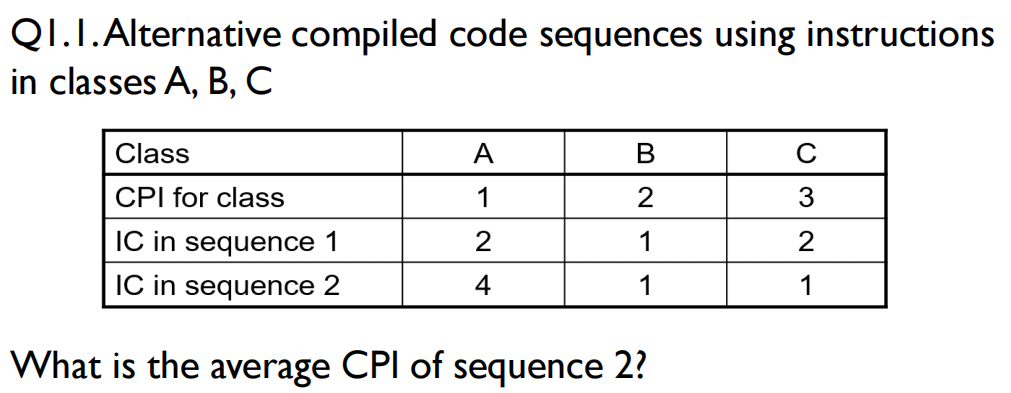 Q1.1. Alternative compiled code sequences using instructions
in classes A, B, C
Class A B C
CPI for class 1 2 3
IC in sequence 1 2 1 2
IC in sequence 2 4 1 1
What is the average CPI of sequence 2?